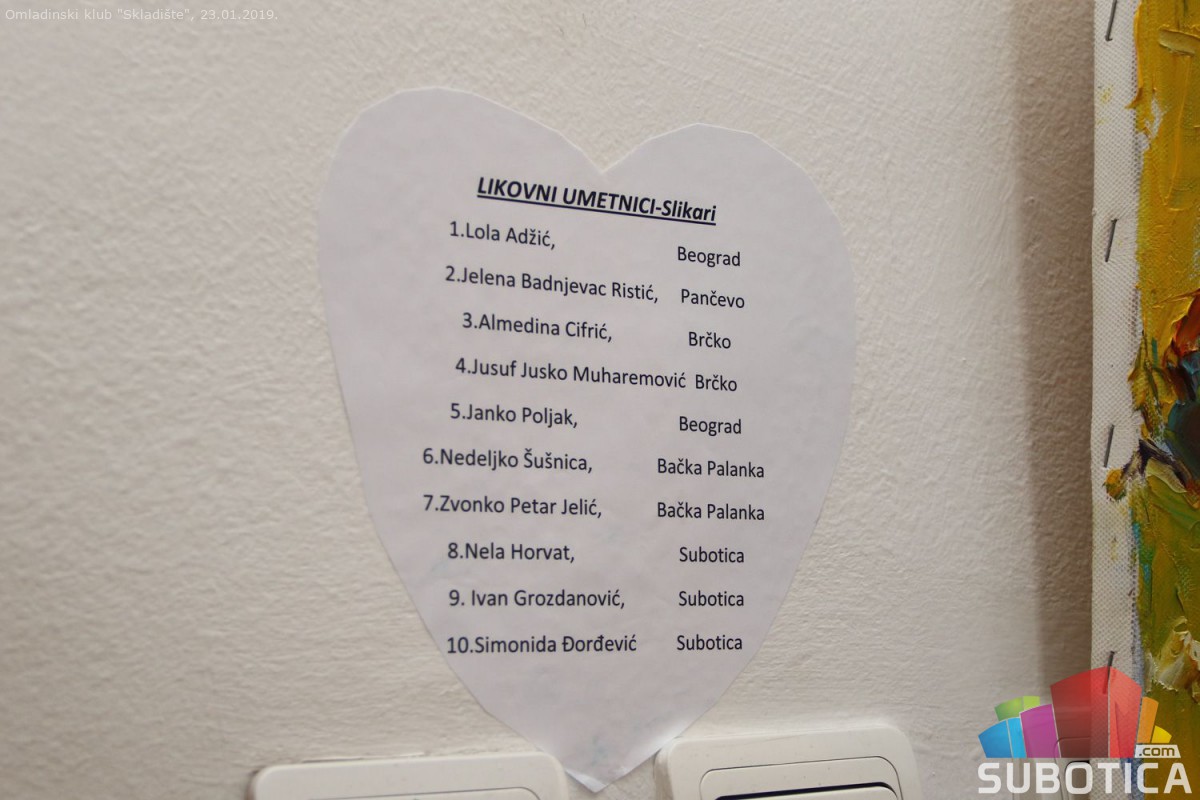 Omladinski klub "Skladište", 23.01.2019.
LIKOVNI UMETNICI-Slikari
1.Lola Adžić, Beograd
2.Jelena Badnjevac Ristić, Pančevo
3.Almedina Cifrić, Brčko
4.Jusuf Jusko Muharemović Brčko
5.Janko Poljak, Beograd
6.Nedeljko Šušnica, Bačka Palanka
7.Zvonko Petar Jelić, Bačka Palanka
8.Nela Horvat, Subotica
9. Ivan Grozdanović, Subotica
10.Simonida Đorđević Subotica
.com
SUBOTICA